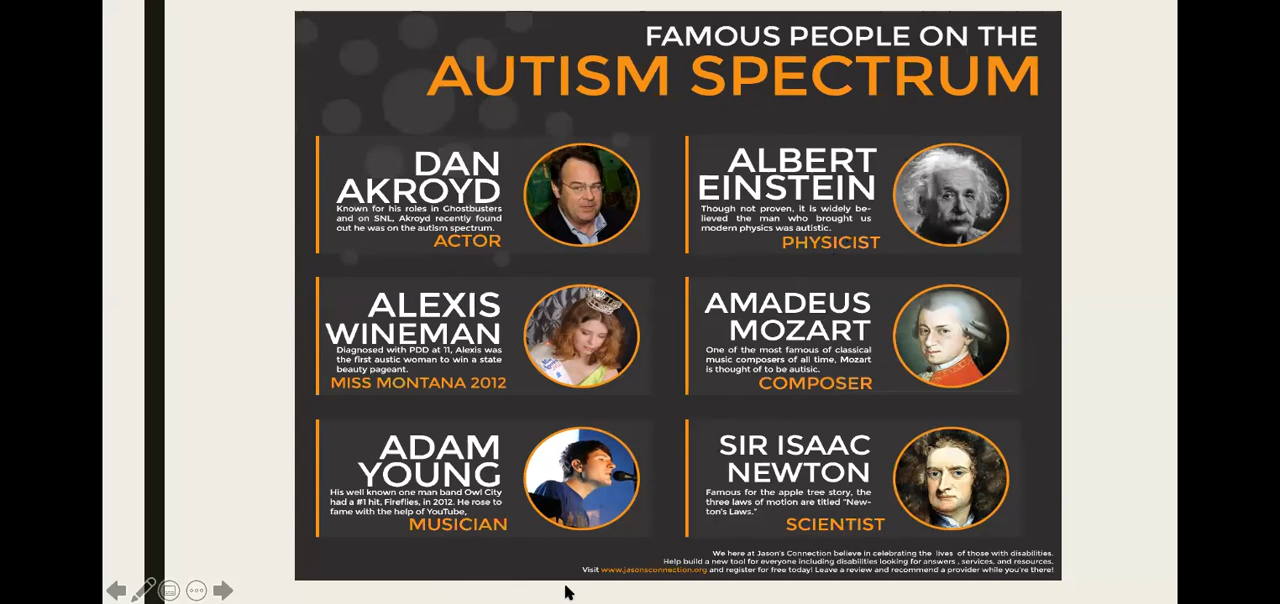 FAMOUS PEOPLE ON THE
AUTISM SPECTRUM
DAN
AKROYD
Known for his roles in Ghostbusters
and on SNL, Akroyd recently found
out he was on the autism spectrum.
ACTOR
ALBERT
EINSTEIN
Though not proven, it is widely be-
lieved the man who brought us
modern physics was autistic.
PHYSICIST
ALEXIS
WINEMAN
Diagnosed with PDD at 11, Alexis was
the first austic woman to win a state
beauty pageant.
MISS MONTANA 2012
AMADEUS
MOZART
One of the most famous of classical
music composers of all time, Mozart
is thought of to be autisic.
COMPOSER
ADAM
YOUNG
His well known one man band Owl City
had a #1 hit, Fireflies, in 2012. He rose to
fame with the help of YouTube,
MUSICIAN
SIR ISAAC
NEWTON
Famous for the apple tree story, the
three laws of motion are titled “New-
ton's Laws.”
SCIENTIST
We here at Jason's Connection believe in celebrating the lives of those with disabilities.
Help build a new tool for everyone including disabilities looking for answers , services, and resources.
Visit www.jasonsconnection.org and register for free today! Leave a review and recommend a provider while you're there!